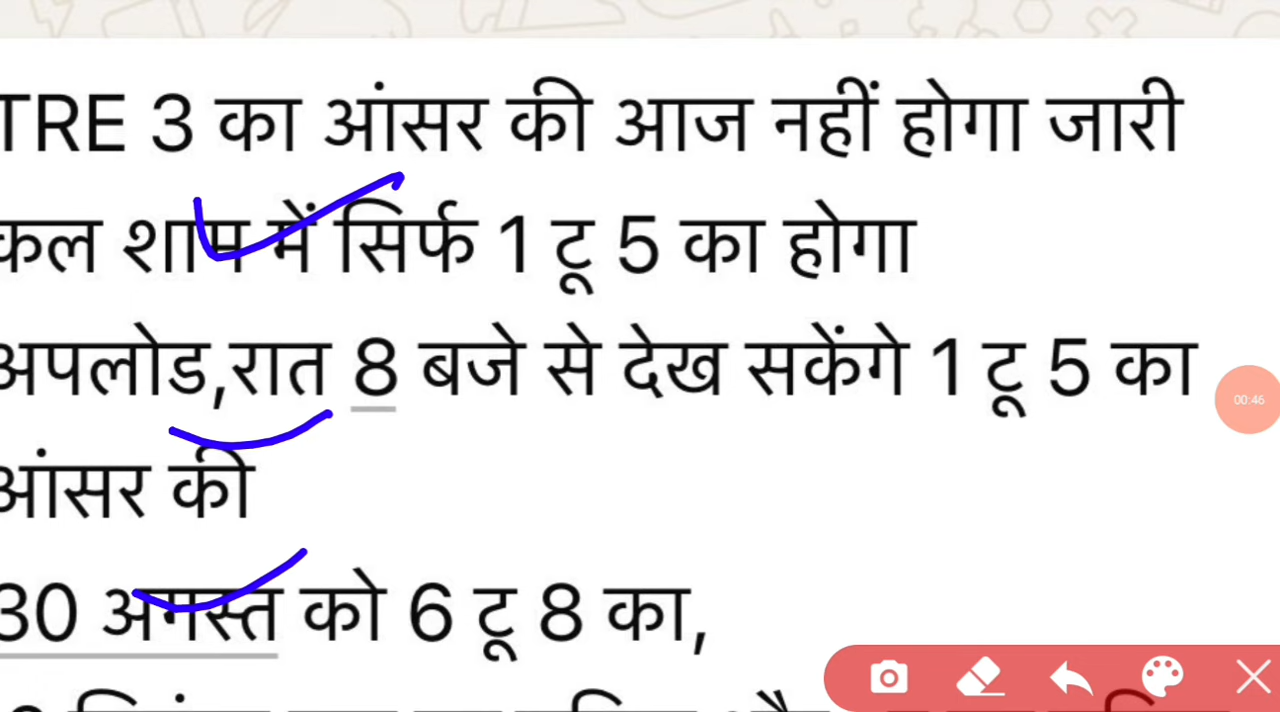 TRE 3 का आंसर की आज नहीं होगा जारी
कल शाम में सिर्फ 1 टू 5 का होगा
अपलोड,रात 8 बजे से देख सकेंगे 1 टू 5 का
00:46
आंसर की
30 अगस्त को 6 टू 8 का,